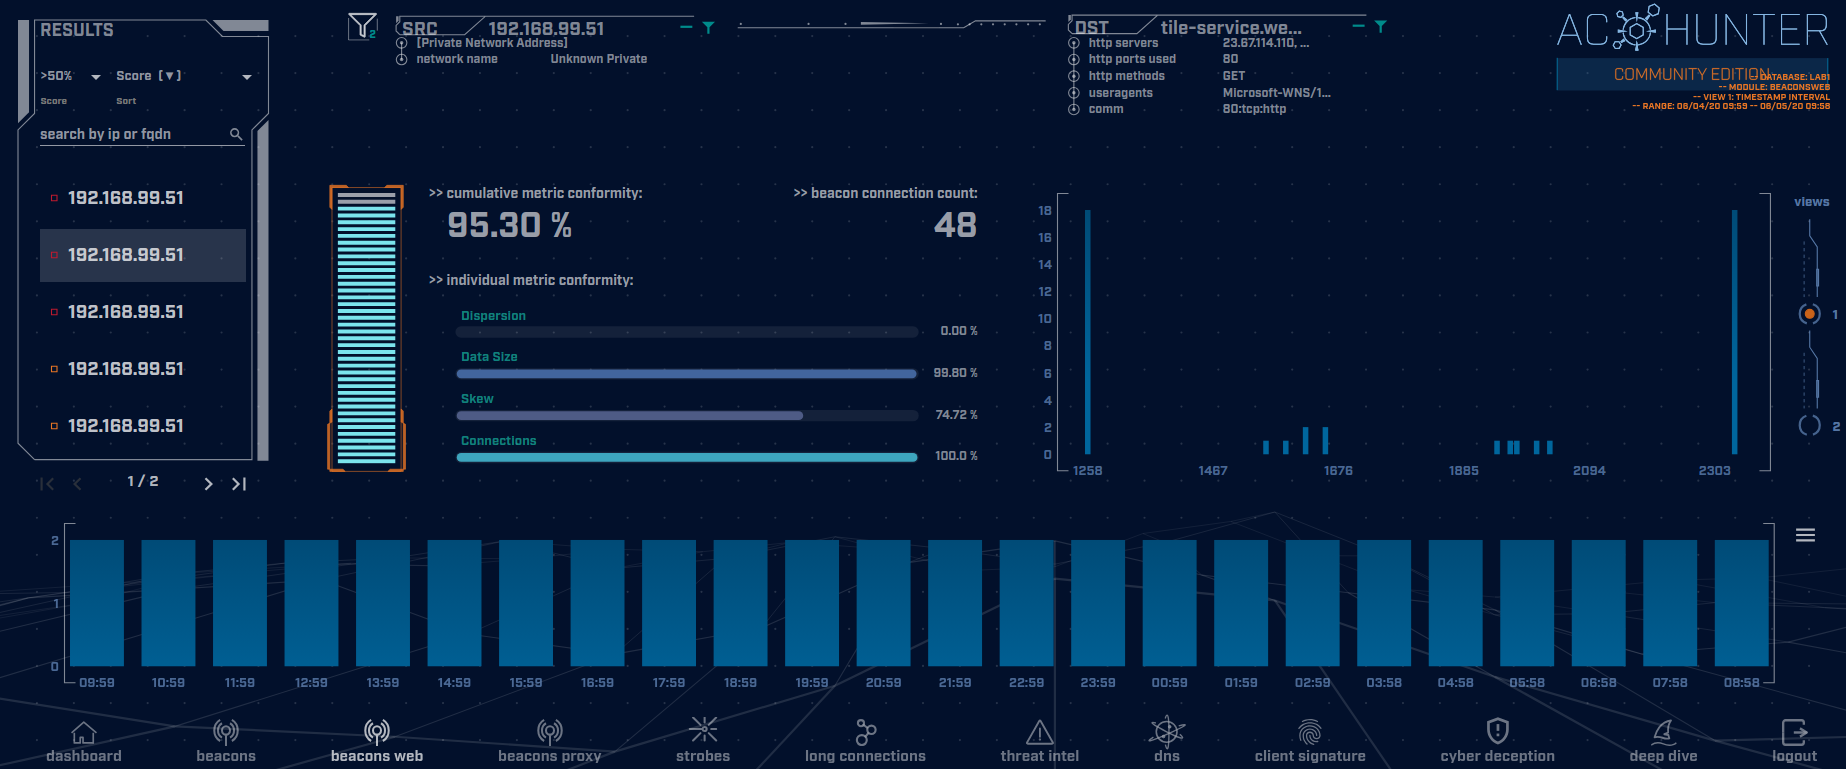 RESULTS
>50%
Score [▼]
Score
Sort
search by ip or fqdn
192.168.99.51
192.168.99.51
192.168.99.51
192.168.99.51
192.168.99.51
1 / 2
2
SRC 192.168.99.51
[Private Network Address]
network name Unknown Private
DST tile-service.we...
http servers 23.67.114.110, ...
http ports used 80
http methods GET
useragents Microsoft-WNS/1...
comm 80:tcp:http
AC HUNTER
COMMUNITY EDITION
-- DATABASE: LAB1
-- MODULE: BEACONSWEB
-- VIEW 1: TIMESTAMP INTERVAL
-- RANGE: 06/04/20 09:59 -- 06/05/20 09:58
>> cumulative metric conformity:
95.30 %
>> beacon connection count:
48
>> individual metric conformity:
Dispersion
0.00 %
Data Size
99.80 %
Skew
74.72 %
Connections
100.0 %
18
16
14
12
10
8
6
4
2
0
1258 1467 1676 1885 2094 2303
views
1
2
2
1
0
09:59 10:59 11:59 12:59 13:59 14:59 15:59 16:59 17:59 18:59 19:59 20:59 21:59 22:59 23:59 00:59 01:59 02:59 03:58 04:58 05:58 06:58 07:58 08:58
dashboard beacons beacons web beacons proxy strobes long connections threat intel dns client signature cyber deception deep dive logout